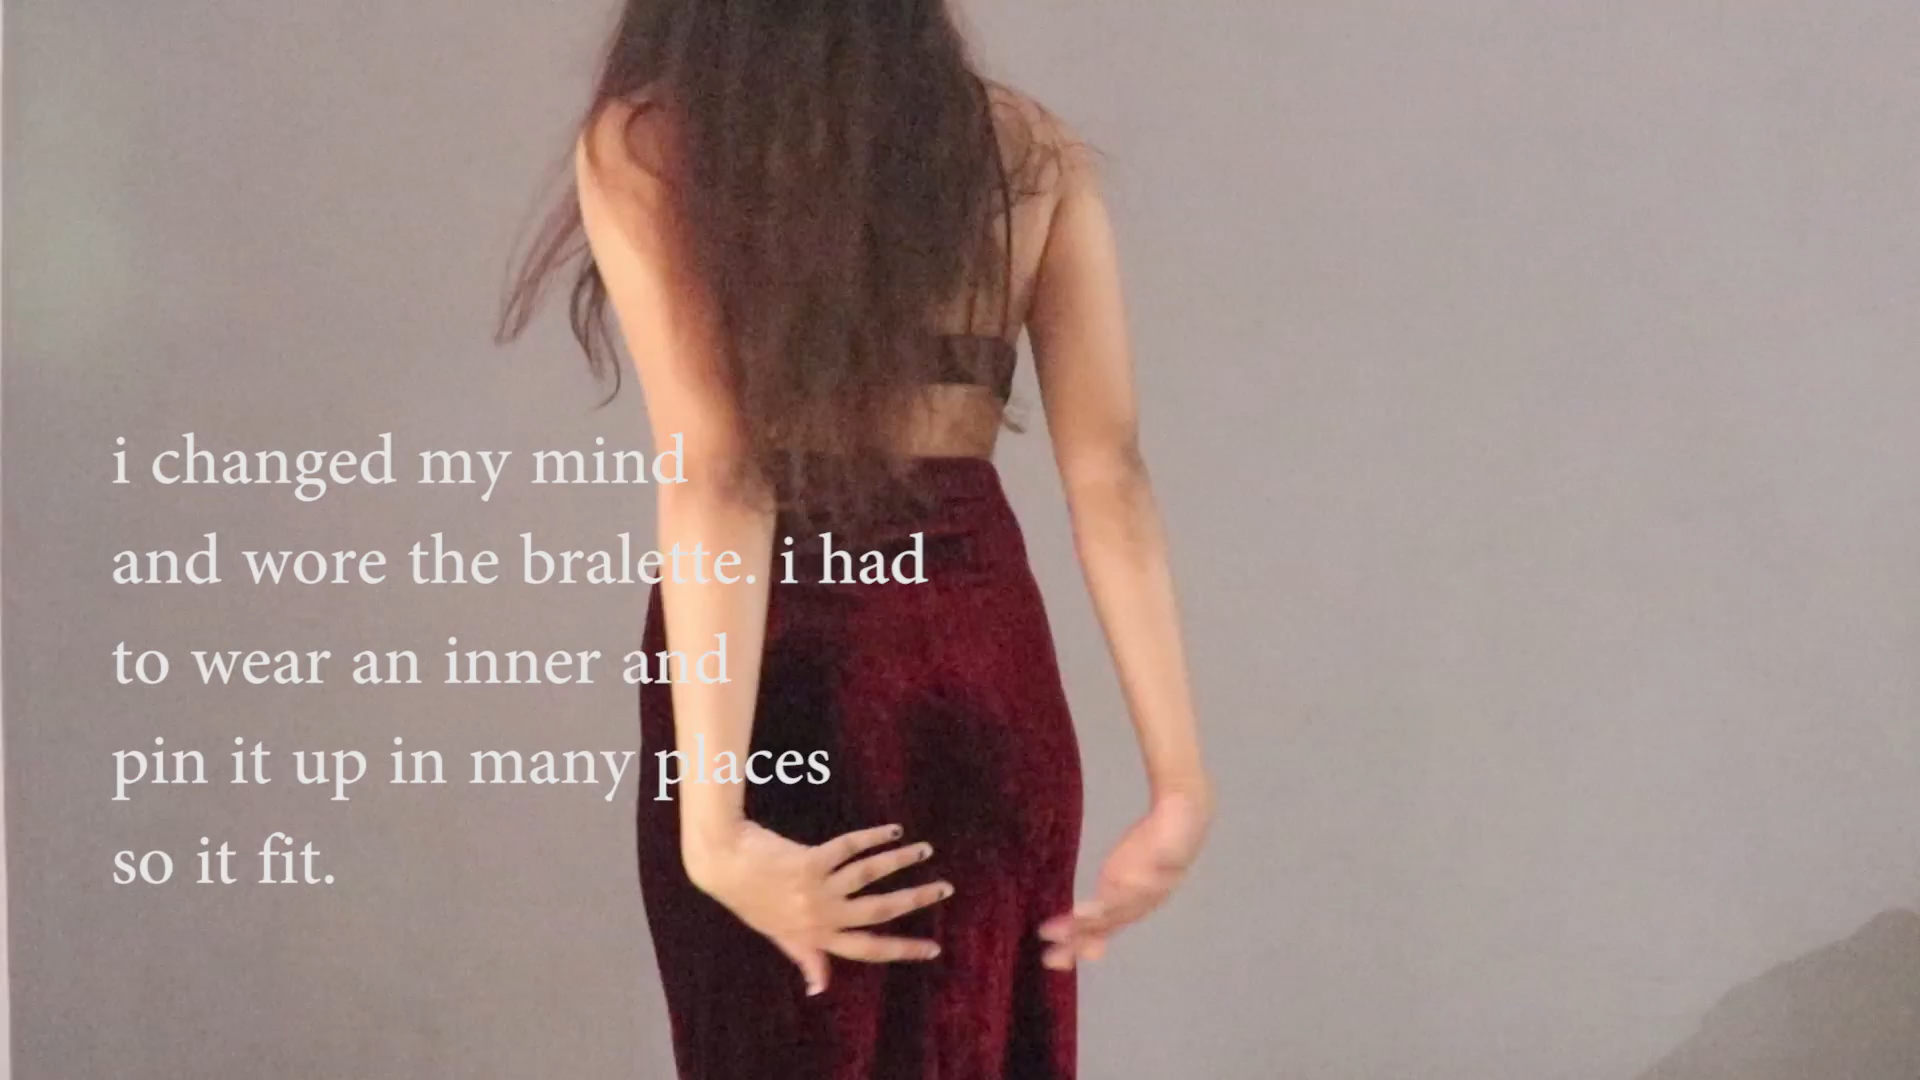 i changed my mind
and wore the bralette. i had
to wear an inner and
pin it up in many places
so it fit.